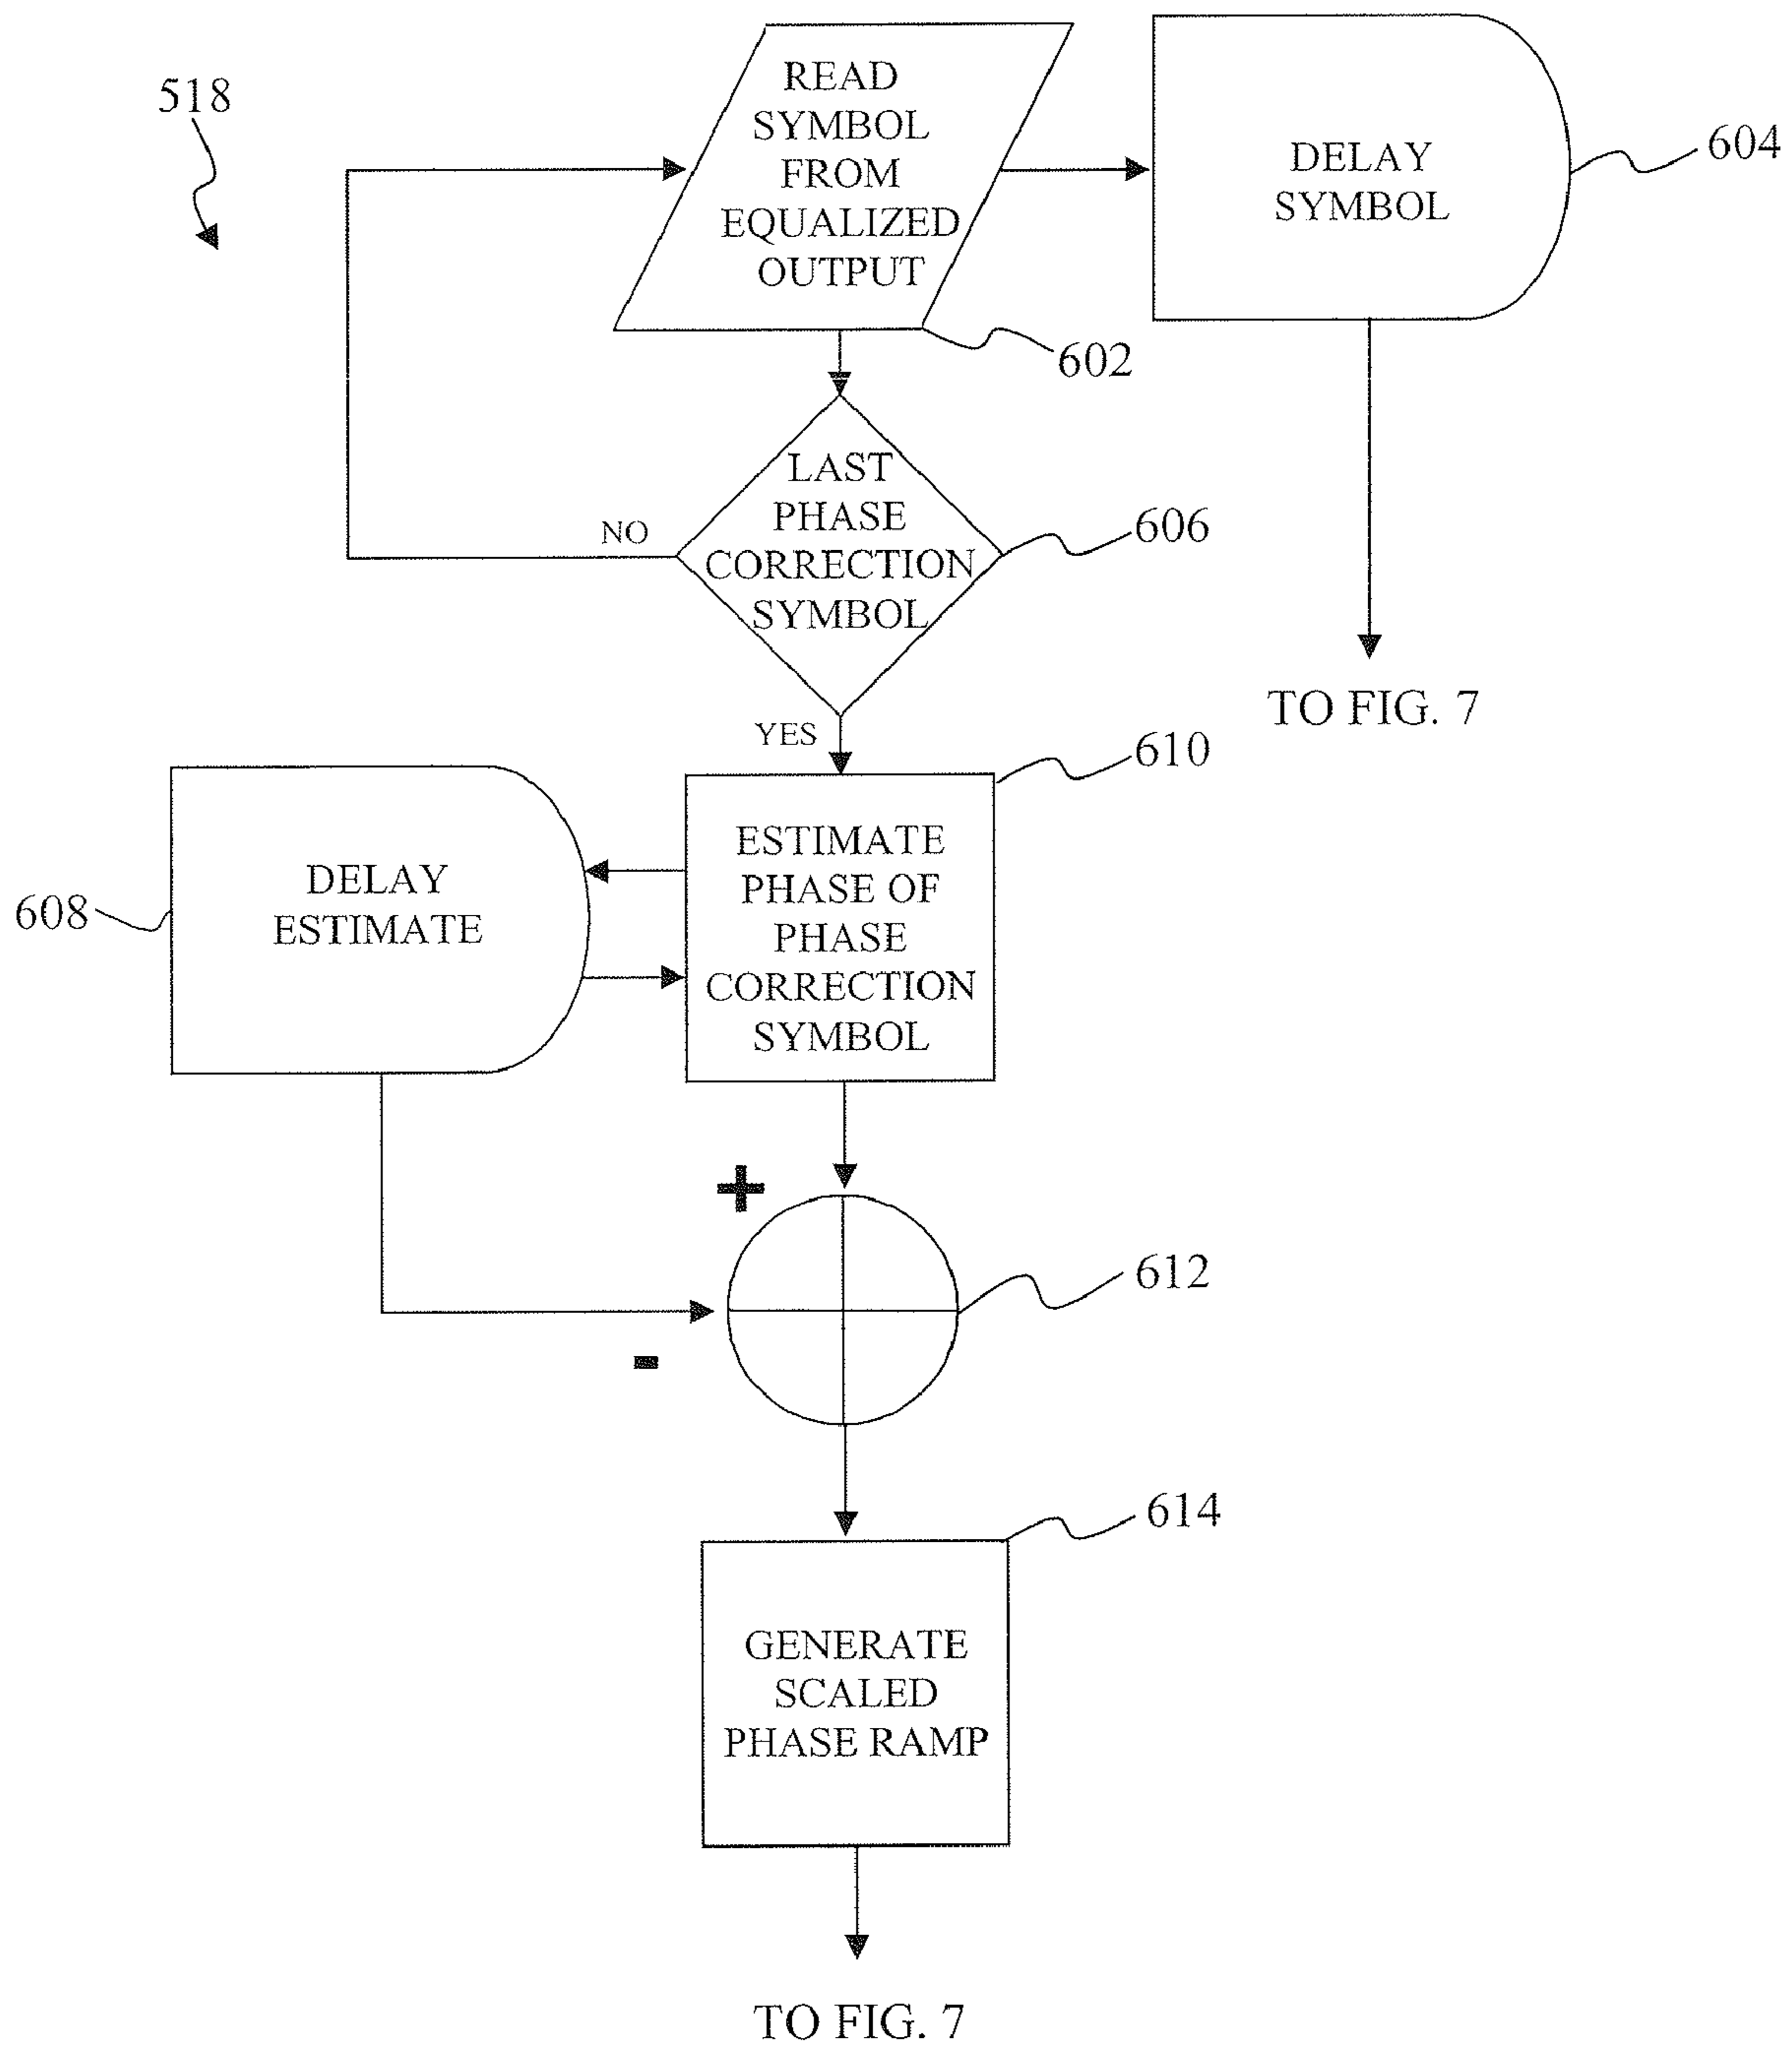 518
READ
SYMBOL
FROM
EQUALIZED
OUTPUT
602
DELAY
SYMBOL
604
TO FIG. 7
LAST
PHASE
CORRECTION
SYMBOL
606
NO
YES
610
ESTIMATE
PHASE OF
PHASE
CORRECTION
SYMBOL
DELAY
ESTIMATE
608
+
-
612
614
GENERATE
SCALED
PHASE RAMP
TO FIG. 7